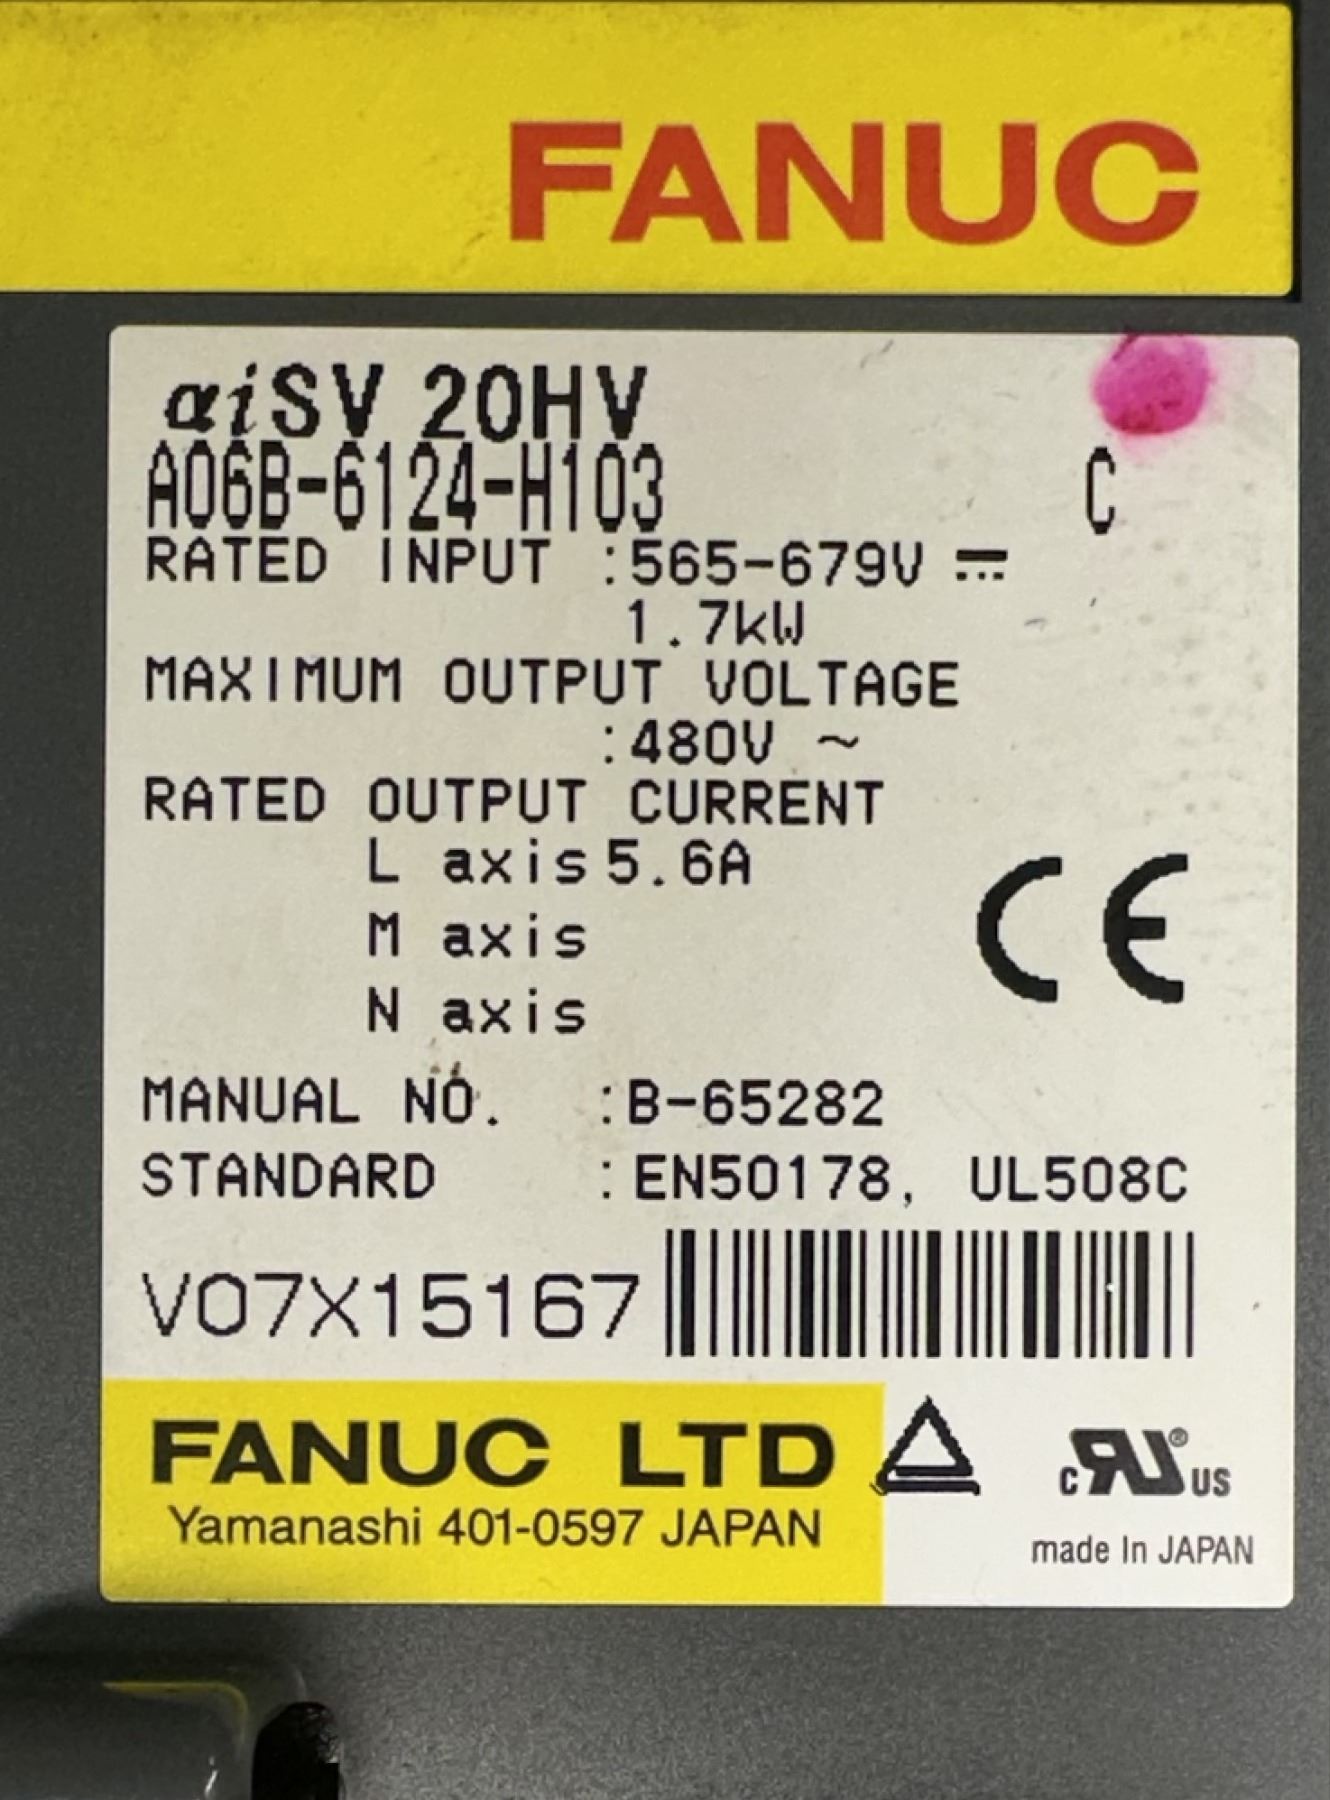 FANUC
αiSV 20HV
A06B-6124-H103 C
RATED INPUT :565-679V ⎓
1.7kW
MAXIMUM OUTPUT VOLTAGE
:480V ~
RATED OUTPUT CURRENT
L axis 5.6A
M axis
N axis
MANUAL NO. :B-65282
STANDARD :EN50178, UL508C
V07X15167
FANUC LTD
Yamanashi 401-0597 JAPAN
CE
c RU ® US
made In JAPAN